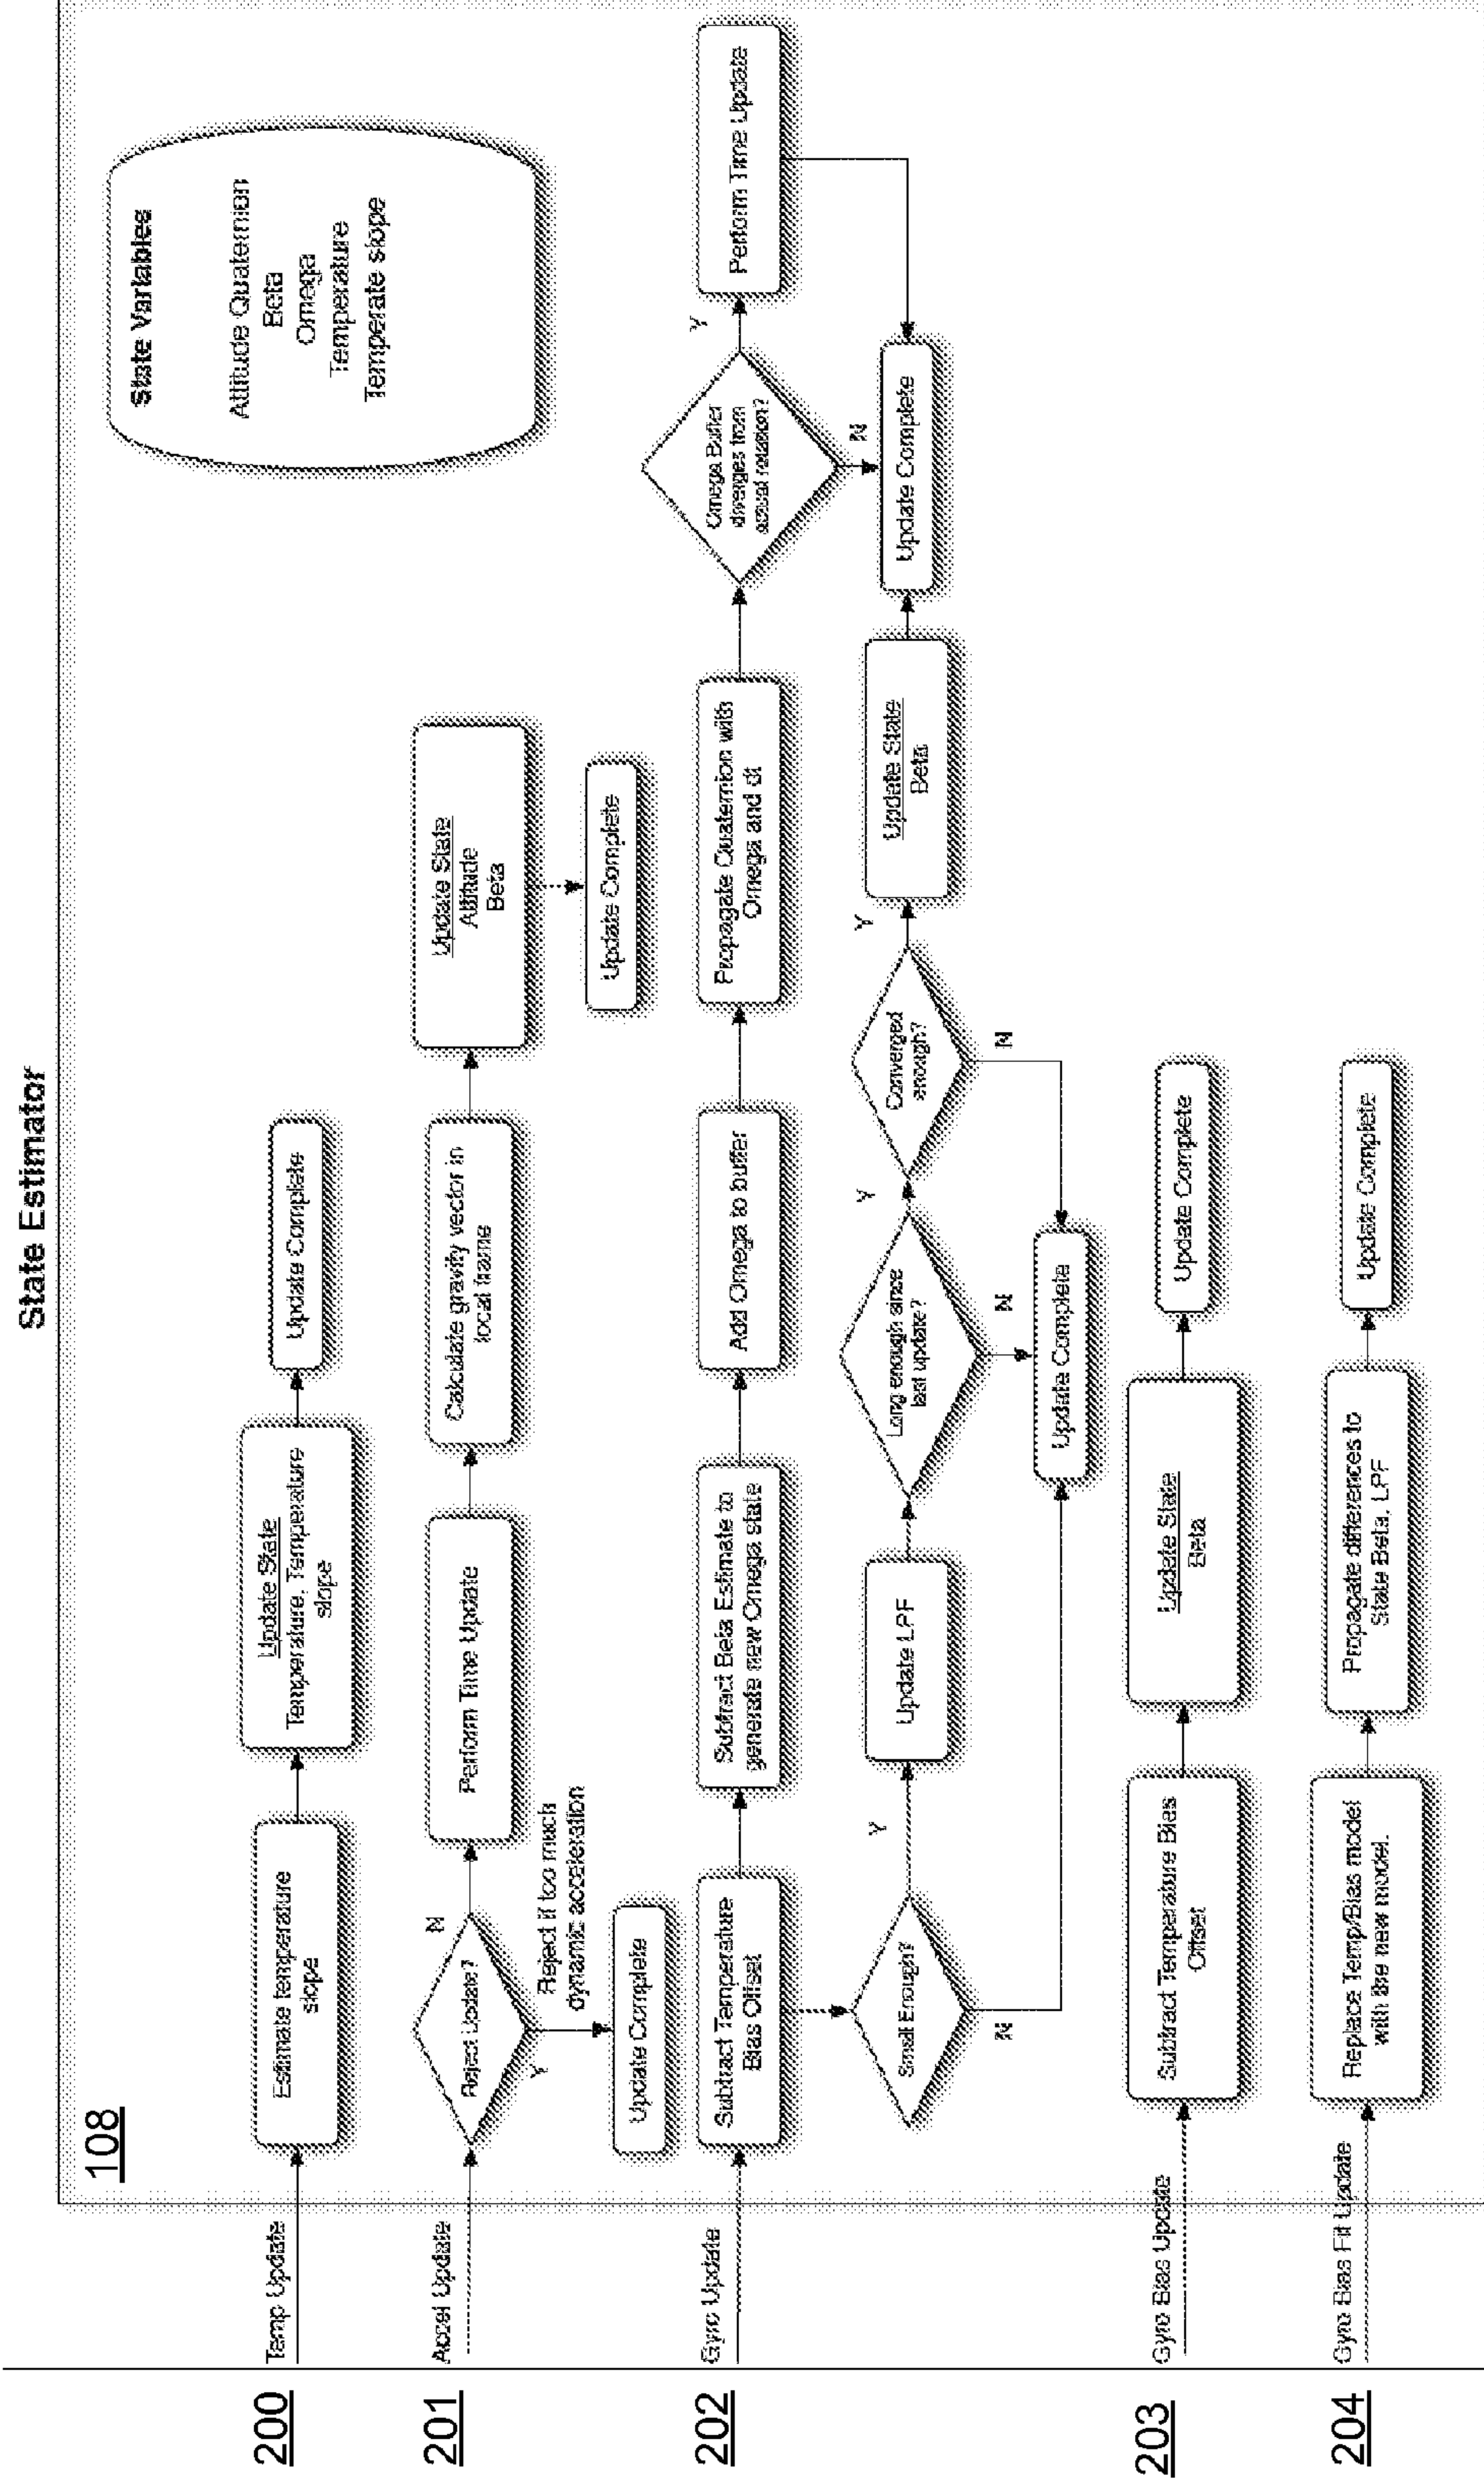 State Estimator
108
State Variables
Attitude Quaternion
Beta
Omega
Temperature
Temperate slope
200
Temp Update
Estimate temperature
slope
Update State
Temperature, Temperature
slope
Update Complete
201
Accel Update
Reject Update?
N
Y
Reject if too much
dynamic acceleration
Update Complete
Perform Time Update
Calculate gravity vector in
local frame
Update State
Attitude
Beta
Update Complete
202
Gyro Update
Subtract Temperature
Bias Offset
Subtract Beta Estimate to
generate new Omega state
Add Omega to buffer
Propagate Quaternion with
Omega and dt
Omega Buffer
diverges from
actual rotation?
Y
N
Perform Time Update
Small Enough?
Y
N
Update LPF
Long enough since
last update?
Y
N
Converged
enough?
Y
N
Update State
Beta
Update Complete
Update Complete
203
Gyro Bias Update
Subtract Temperature Bias
Offset
Update State
Beta
Update Complete
204
Gyro Bias Fit Update
Replace Temp/Bias model
with the new model.
Propagate differences to
State Beta, LPF
Update Complete